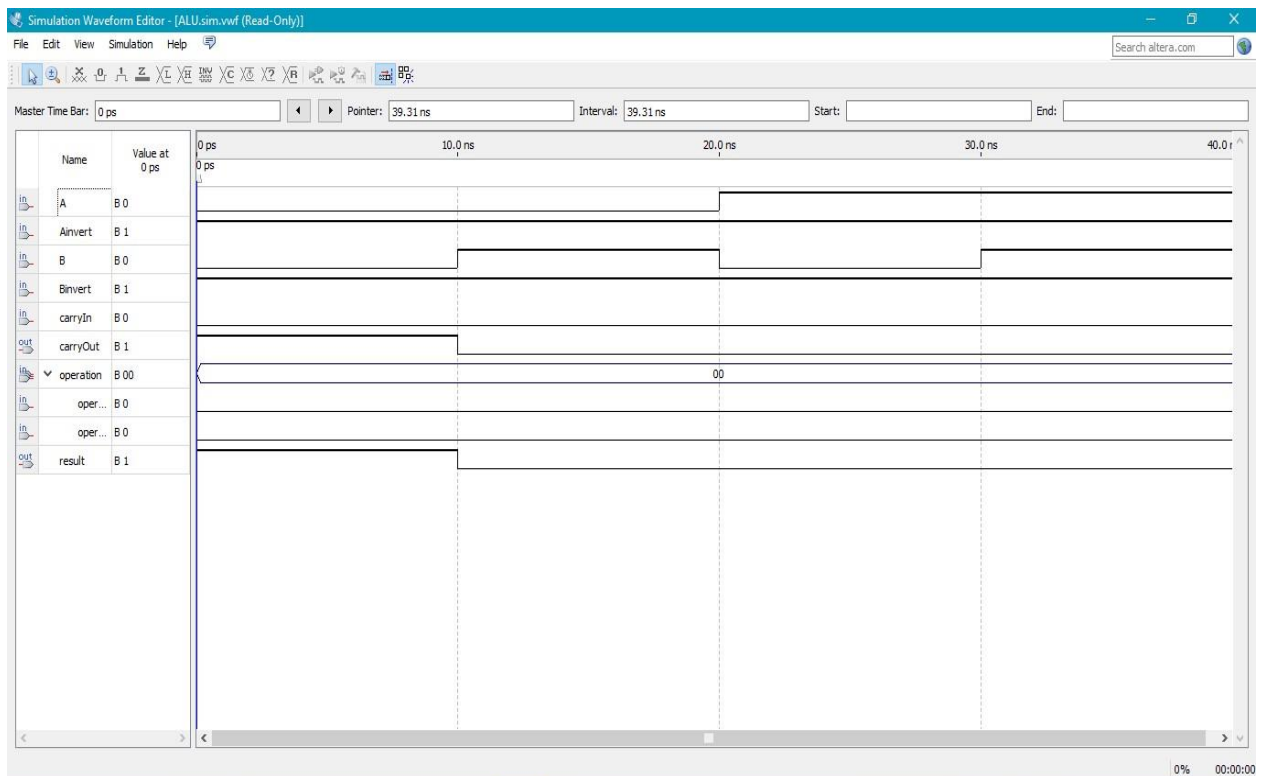 Simulation Waveform Editor - [ALU.sim.vwf (Read-Only)]
File Edit View Simulation Help
Search altera.com
Master Time Bar: 0 ps Pointer: 39.31 ns Interval: 39.31 ns Start: End:
Name Value at 0 ps
0 ps 10.0 ns 20.0 ns 30.0 ns 40.0 r
0 ps
A B 0
Ainvert B 1
B B 0
Binvert B 1
carryIn B 0
carryOut B 1
operation B 00 00
oper... B 0
oper... B 0
result B 1
0% 00:00:00